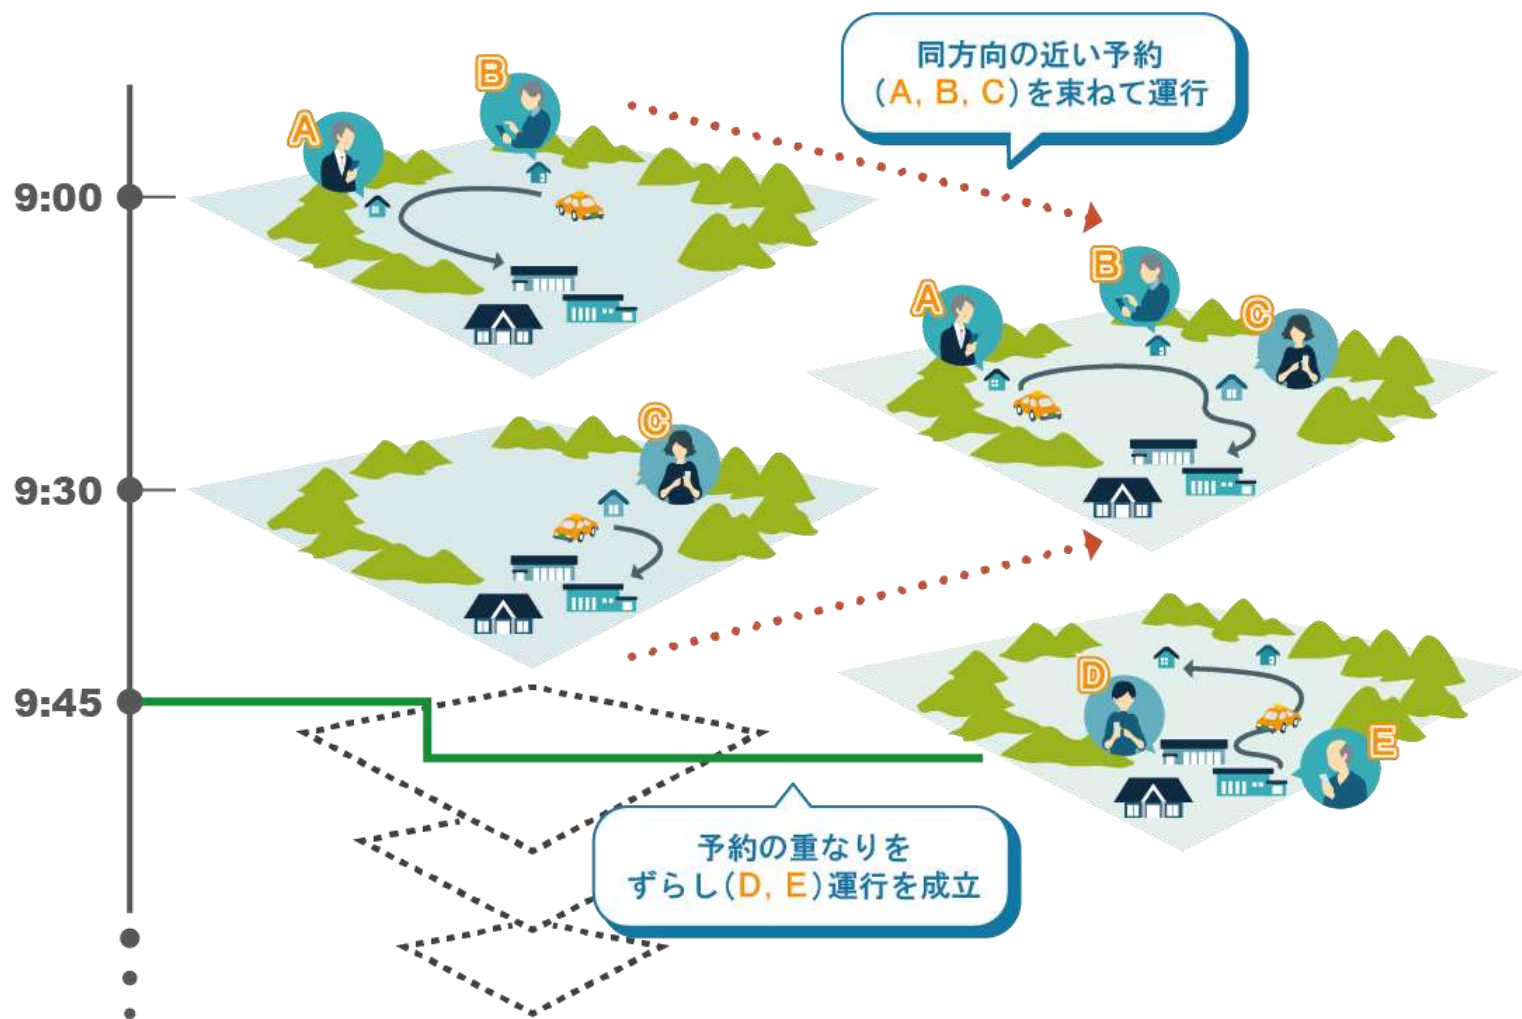 同方向の近い予約
(A, B, C)を束ねて運行
B
A
9:00
B
A
C
C
9:30
D
9:45
E
予約の重なりを
ずらし(D, E)運行を成立